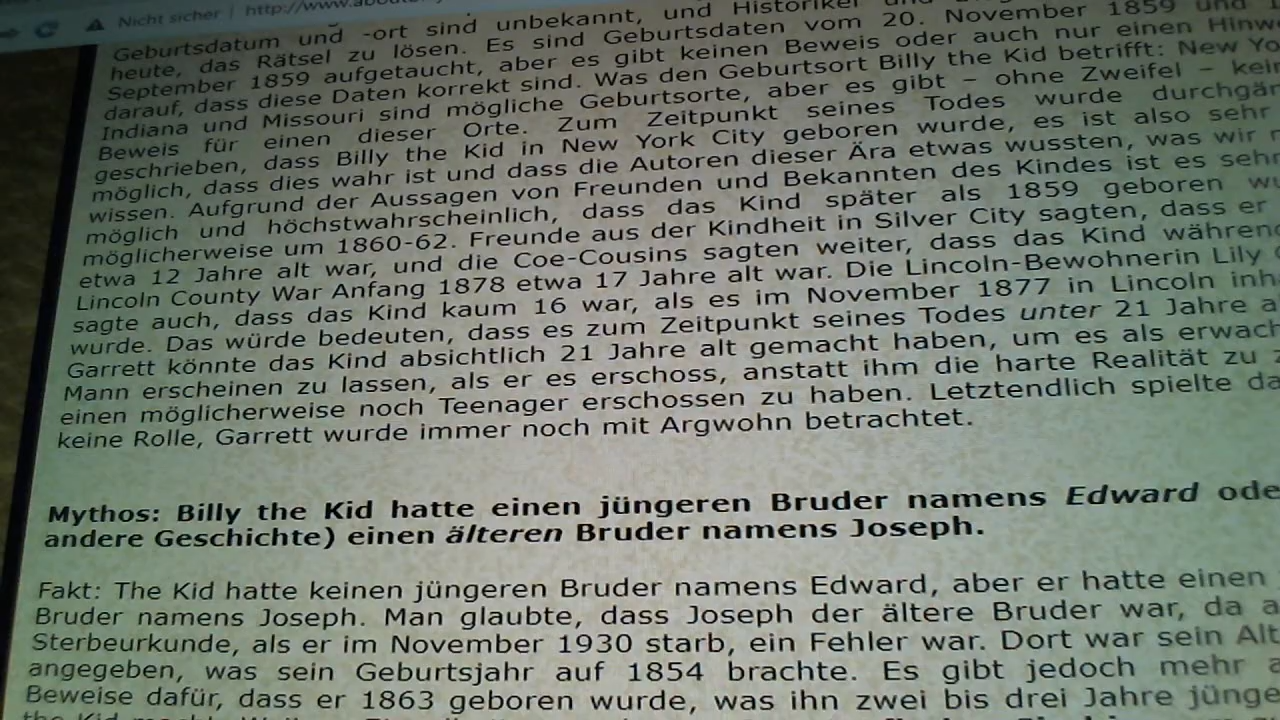 Nicht sicher | http://www.
Geburtsdatum und -ort sind unbekannt, und Historiker
heute, das Rätsel zu lösen. Es sind Geburtsdaten vom 20. November 1859 und
September 1859 aufgetaucht, aber es gibt keinen Beweis oder auch nur einen
darauf, dass diese Daten korrekt sind. Was den Geburtsort Billy the Kid betrifft: New
Indiana und Missouri sind mögliche Geburtsorte, aber es gibt – ohne Zweifel –
Beweis für einen dieser Orte. Zum Zeitpunkt seines Todes wurde
geschrieben, dass Billy the Kid in New York City geboren wurde, es ist also sehr
möglich, dass dies wahr ist und dass die Autoren dieser Ära etwas wussten, was wir
wissen. Aufgrund der Aussagen von Freunden und Bekannten des Kindes ist es
möglich und höchstwahrscheinlich, dass das Kind später als 1859 geboren
möglicherweise um 1860-62. Freunde aus der Kindheit in Silver City sagten, dass er
etwa 12 Jahre alt war, und die Coe-Cousins sagten weiter, dass das Kind
Lincoln County War Anfang 1878 etwa 17 Jahre alt war. Die Lincoln-Bewohnerin Lily
sagte auch, dass das Kind kaum 16 war, als es im November 1877 in Lincoln
wurde. Das würde bedeuten, dass es zum Zeitpunkt seines Todes unter 21 Jahre
Garrett könnte das Kind absichtlich 21 Jahre alt gemacht haben, um es als
Mann erscheinen zu lassen, als er es erschoss, anstatt ihm die harte Realität zu
einen möglicherweise noch Teenager erschossen zu haben. Letztendlich spielte
keine Rolle, Garrett wurde immer noch mit Argwohn betrachtet.
Mythos: Billy the Kid hatte einen jüngeren Bruder namens Edward
andere Geschichte) einen älteren Bruder namens Joseph.
Fakt: The Kid hatte keinen jüngeren Bruder namens Edward, aber er hatte einen
Bruder namens Joseph. Man glaubte, dass Joseph der ältere Bruder war, da
Sterbeurkunde, als er im November 1930 starb, ein Fehler war. Dort war sein
angegeben, was sein Geburtsjahr auf 1854 brachte. Es gibt jedoch mehr
Beweise dafür, dass er 1863 geboren wurde, was ihn zwei bis drei Jahre